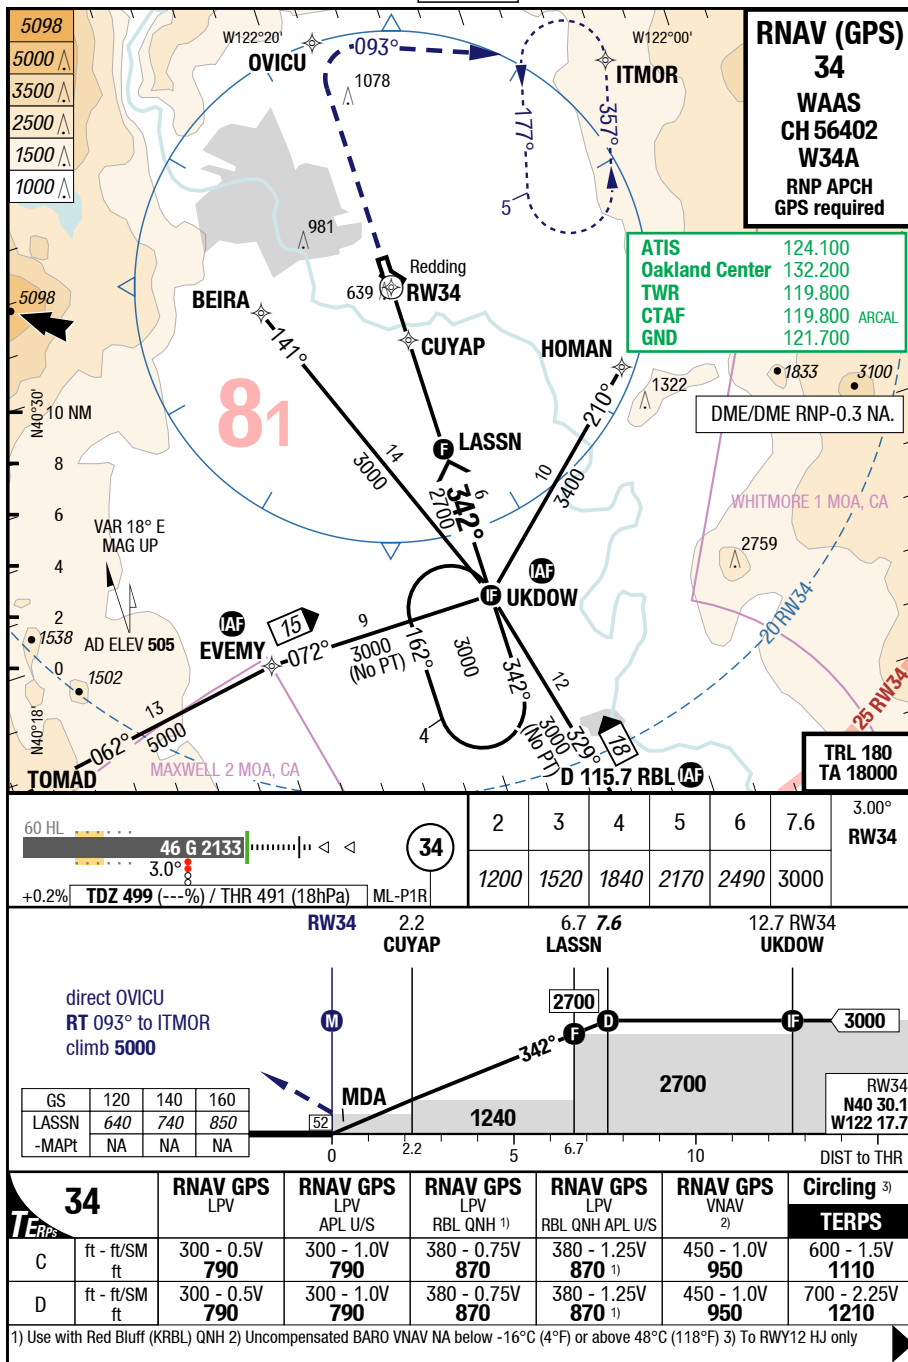 5098
5000
3500
2500
1500
1000
W122°20'
OVICU
093°
W122°00'
ITMOR
1078
177°
357°
5
981
RNAV (GPS)
34
WAAS
CH 56402
W34A
RNP APCH
GPS required
ATIS 124.100
Oakland Center 132.200
TWR 119.800
CTAF 119.800 ARCAL
GND 121.700
Redding
639
RW34
BEIRA
5098
141°
CUYAP
HOMAN
210°
1322
1833
3100
DME/DME RNP-0.3 NA.
N40°30'
10 NM
81
LASSN
14
3000
6
2700
342°
10
3400
WHITMORE 1 MOA, CA
8
6
4
2
0
VAR 18° E
MAG UP
2759
IAF
IF
UKDOW
20 RW34
AD ELEV 505
IAF
EVEMY
15
072°
9
3000
(No PT)
162°
3000
342°
12
1538
1502
13
062°
5000
N40°18'
4
3000
(No PT)
329°
18
25 RW34
TOMAD
MAXWELL 2 MOA, CA
D 115.7 RBL IAF
TRL 180
TA 18000
60 HL
46 G 2133
3.0°
+0.2%
TDZ 499 (---%) / THR 491 (18hPa)
ML-P1R
34
2 3 4 5 6 7.6
1200 1520 1840 2170 2490 3000
3.00°
RW34
RW34
2.2
CUYAP
6.7 7.6
LASSN
12.7 RW34
UKDOW
direct OVICU
RT 093° to ITMOR
climb 5000
M
2700
F
D
IF
3000
342°
2700
MDA
1240
52
RW34
N40 30.1
W122 17.7
GS 120 140 160
LASSN 640 740 850
-MAPt NA NA NA
0 2.2 5 6.7 10 DIST to THR
TERPs
34
RNAV GPS
LPV
RNAV GPS
LPV
APL U/S
RNAV GPS
LPV
RBL QNH 1)
RNAV GPS
LPV
RBL QNH APL U/S
RNAV GPS
VNAV
2)
Circling 3)
TERPS
C ft - ft/SM 300 - 0.5V 300 - 1.0V 380 - 0.75V 380 - 1.25V 450 - 1.0V 600 - 1.5V
ft 790 790 870 870 1) 950 1110
D ft - ft/SM 300 - 0.5V 300 - 1.0V 380 - 0.75V 380 - 1.25V 450 - 1.0V 700 - 2.25V
ft 790 790 870 870 1) 950 1210
1) Use with Red Bluff (KRBL) QNH 2) Uncompensated BARO VNAV NA below -16°C (4°F) or above 48°C (118°F) 3) To RWY12 HJ only